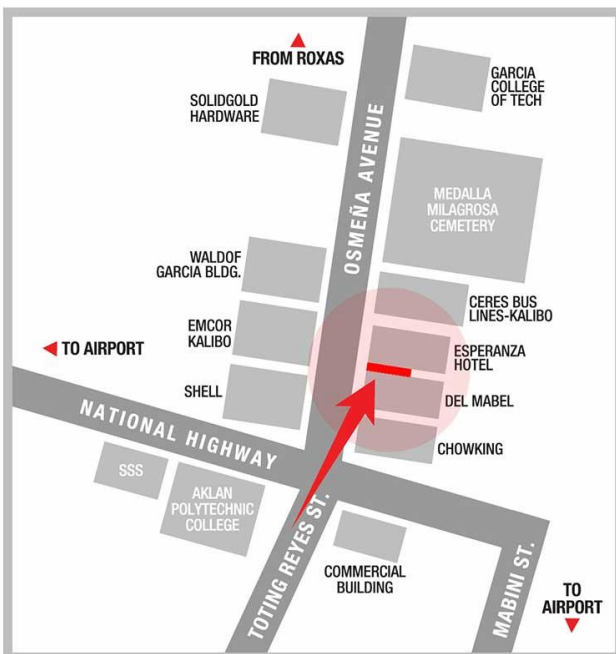 FROM ROXAS
SOLIDGOLD
HARDWARE
GARCIA
COLLEGE
OF TECH
OSMEÑA AVENUE
MEDALLA
MILAGROSA
CEMETERY
WALDOF
GARCIA BLDG.
CERES BUS
LINES-KALIBO
EMCOR
KALIBO
ESPERANZA
HOTEL
TO AIRPORT
SHELL
DEL MABEL
NATIONAL HIGHWAY
CHOWKING
SSS
AKLAN
POLYTECHNIC
COLLEGE
TOTING REYES ST.
COMMERCIAL
BUILDING
MABINI ST.
TO
AIRPORT